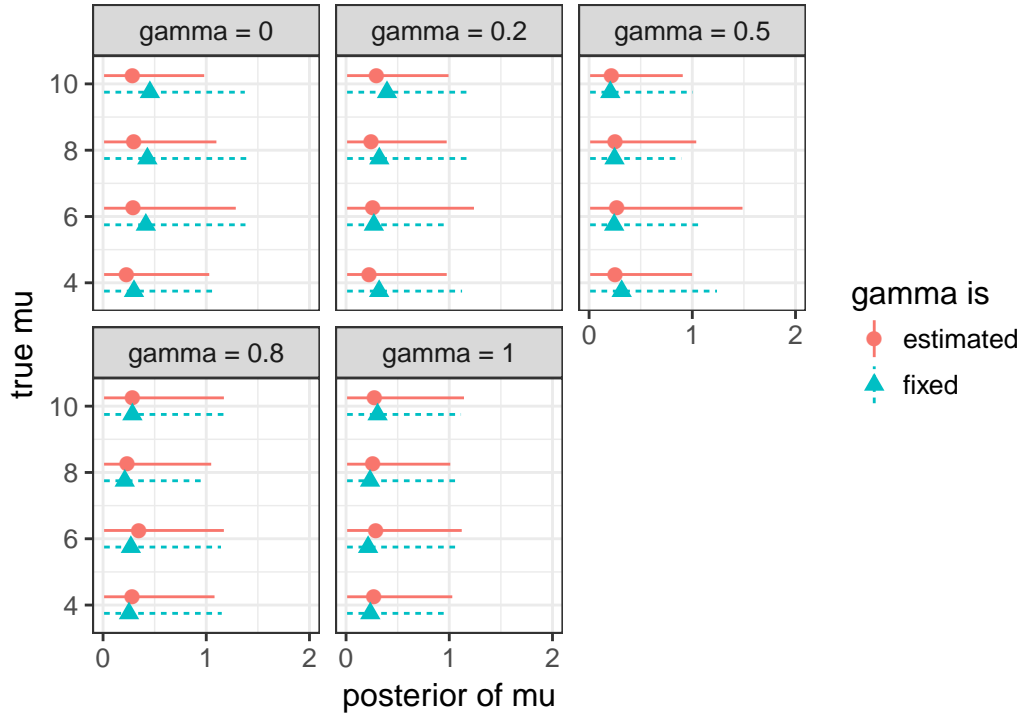 gamma = 0
gamma = 0.2
gamma = 0.5
10
8
6
4
0 1 2
gamma = 0.8
gamma = 1
10
8
6
4
0 1 2
0 1 2
true mu
posterior of mu
gamma is
estimated
fixed